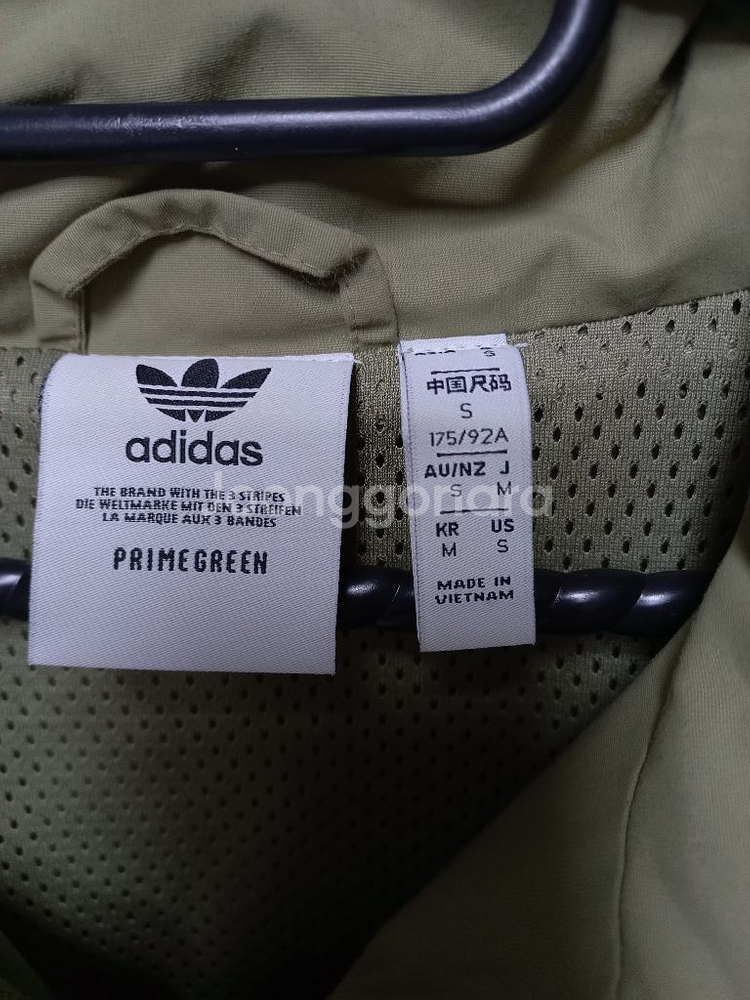 adidas
THE BRAND WITH THE 3 STRIPES
DIE WELTMARKE MIT DEN 3 STREIFEN
LA MARQUE AUX 3 BANDES
PRIMEGREEN
S
中国尺码
S
175/92A
AU/NZ J
S M
KR US
M S
MADE IN
VIETNAM
joonggonara